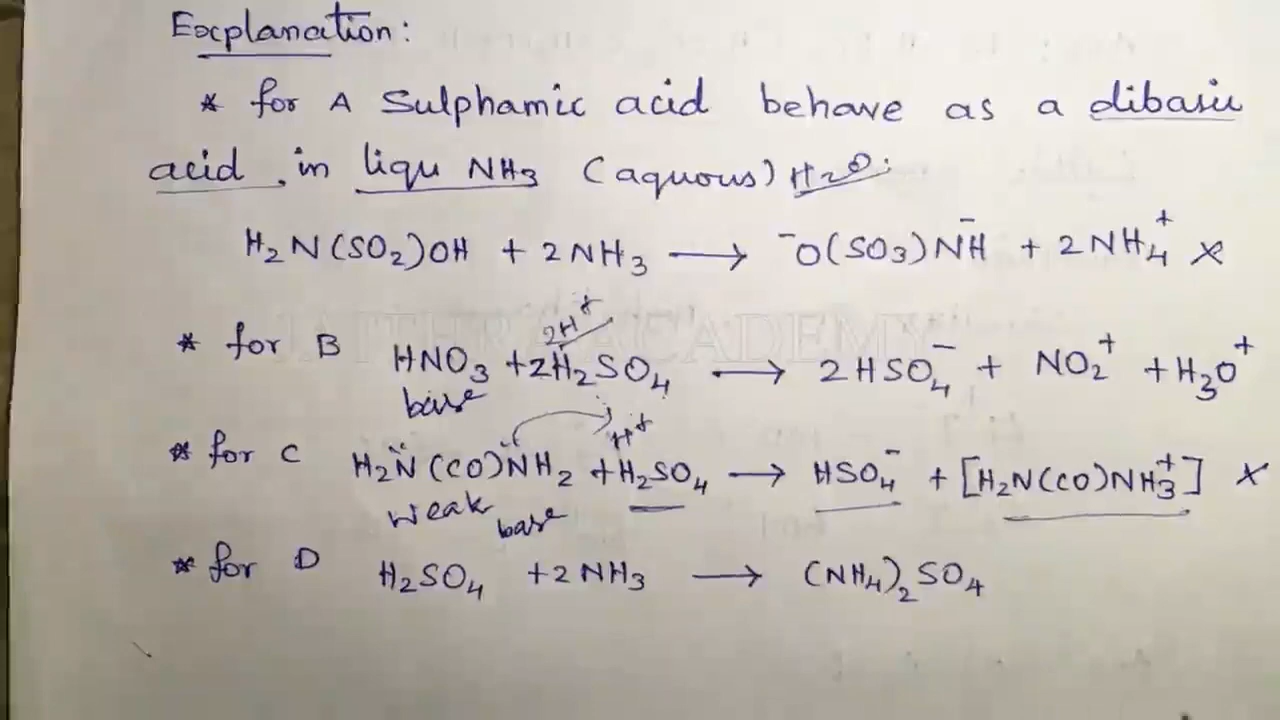 Explanation:
* for A Sulphamic acid behave as a dibasic
acid, in liqu NH3 (aquous) H2O:
H2N(SO2)OH + 2NH3 ⟶ ⁻O(SO3)N̄H + 2NH4⁺ ×
* for B HNO3 + 2H2SO4 ⟶ 2HSO4⁻ + NO2⁺ + H3O⁺
2H⁺
base
* for C H2N̈(CO)N̈H2 + H2SO4 ⟶ HSO4⁻ + [H2N(CO)NH3⁺] ×
H⁺
weak base
* for D H2SO4 + 2NH3 ⟶ (NH4)2SO4
ACADEMY